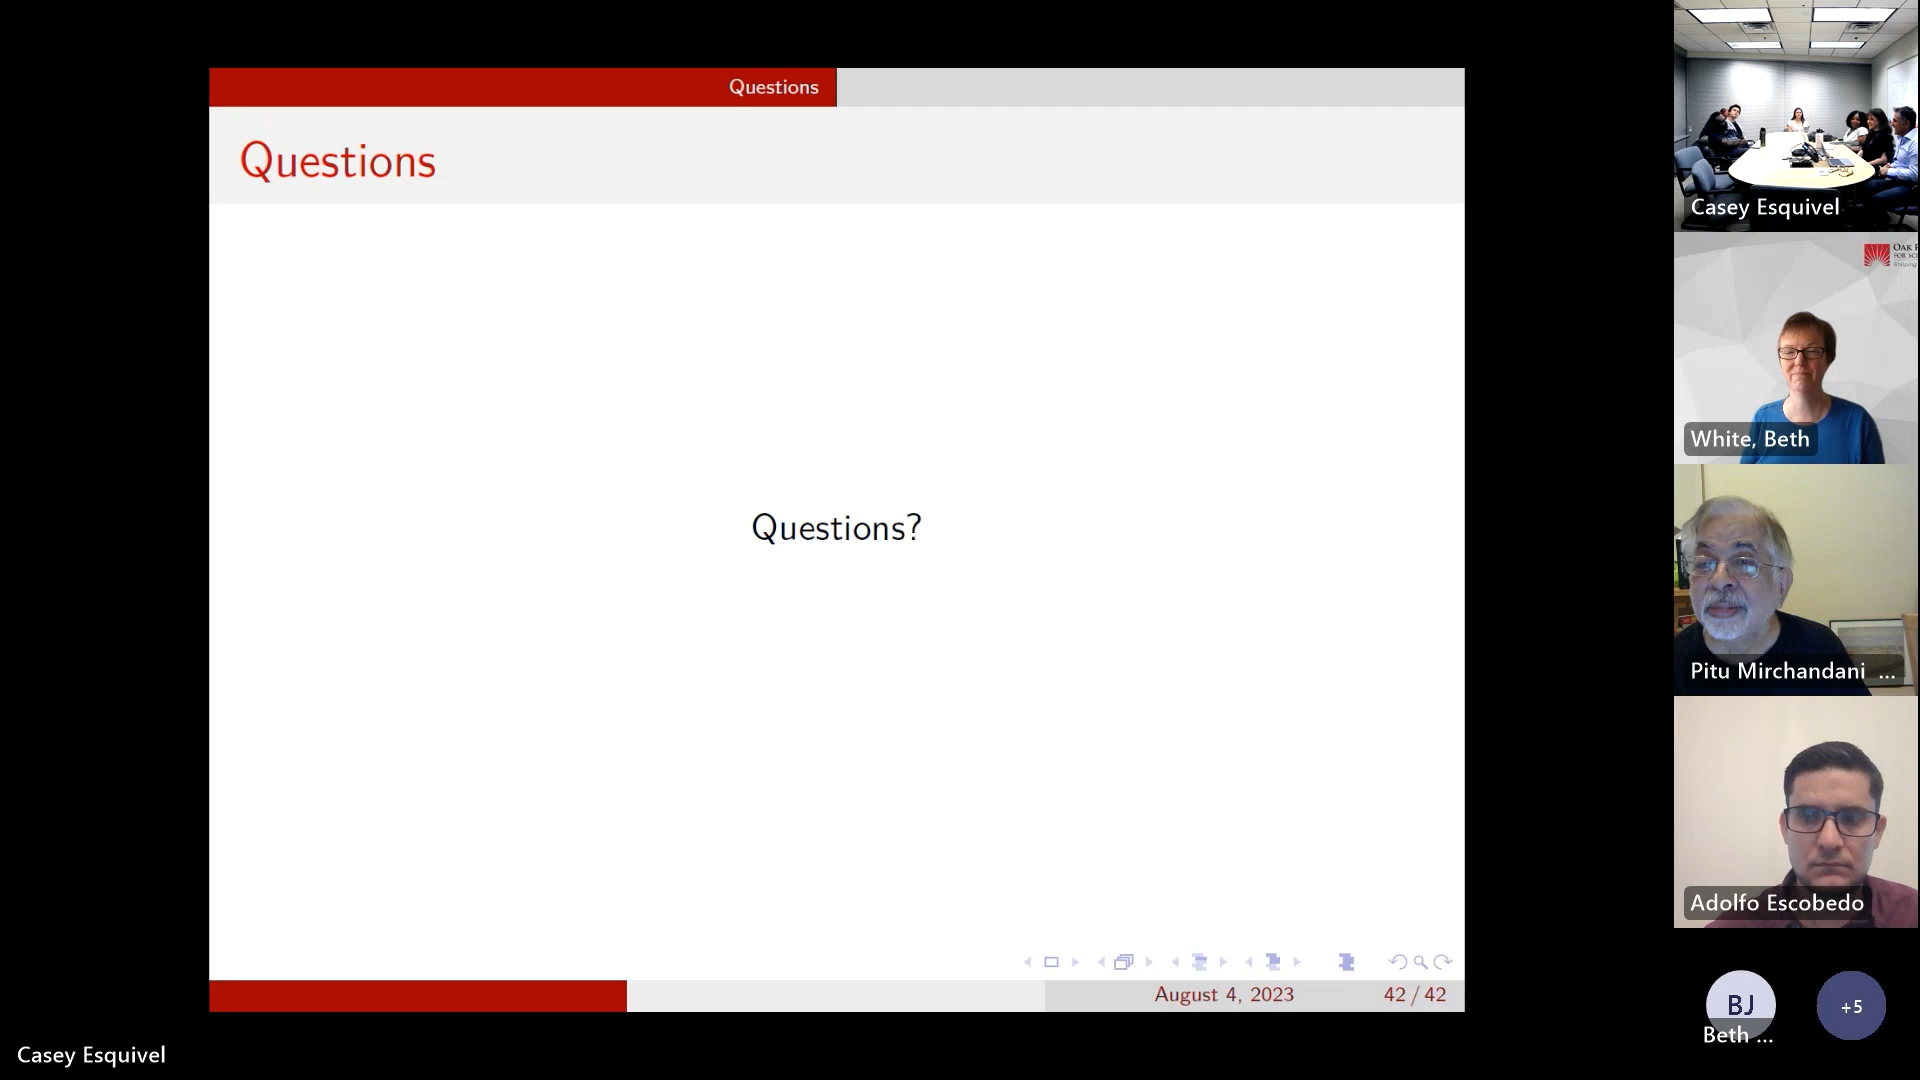 Questions
Questions
Questions?
August 4, 2023
42 / 42
Casey Esquivel
Casey Esquivel
White, Beth
Pitu Mirchandani ...
Adolfo Escobedo
BJ
Beth ...
+5